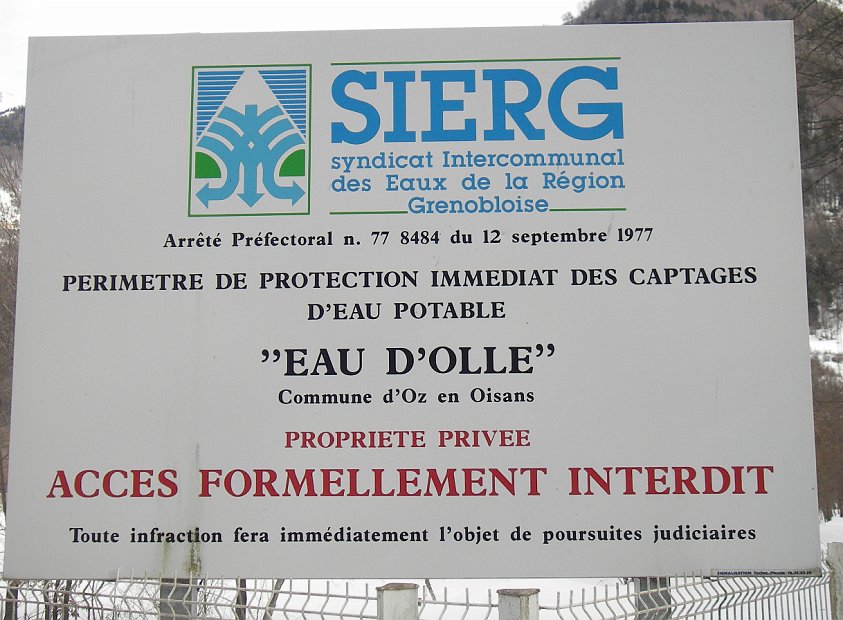 SIERG
syndicat Intercommunal
des Eaux de la Région
Grenobloise
Arrêté Préfectoral n. 77 8484 du 12 septembre 1977
PERIMETRE DE PROTECTION IMMEDIAT DES CAPTAGES
D'EAU POTABLE
"EAU D'OLLE"
Commune d'Oz en Oisans
PROPRIETE PRIVEE
ACCES FORMELLEMENT INTERDIT
Toute infraction fera immédiatement l'objet de poursuites judiciaires
SIGNALISATION